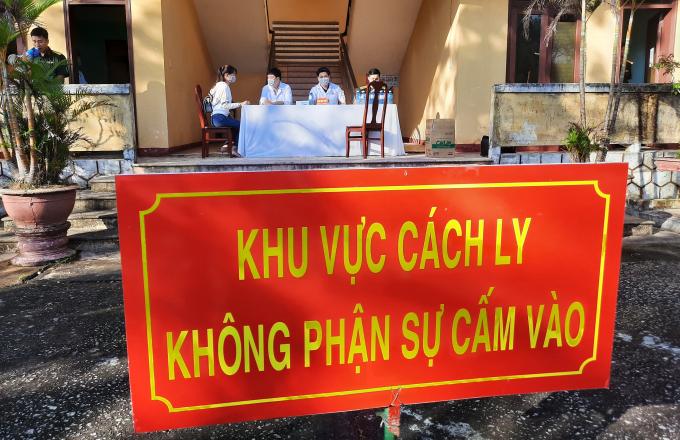 KHU VỰC CÁCH LY
KHÔNG PHẬN SỰ CẤM VÀO